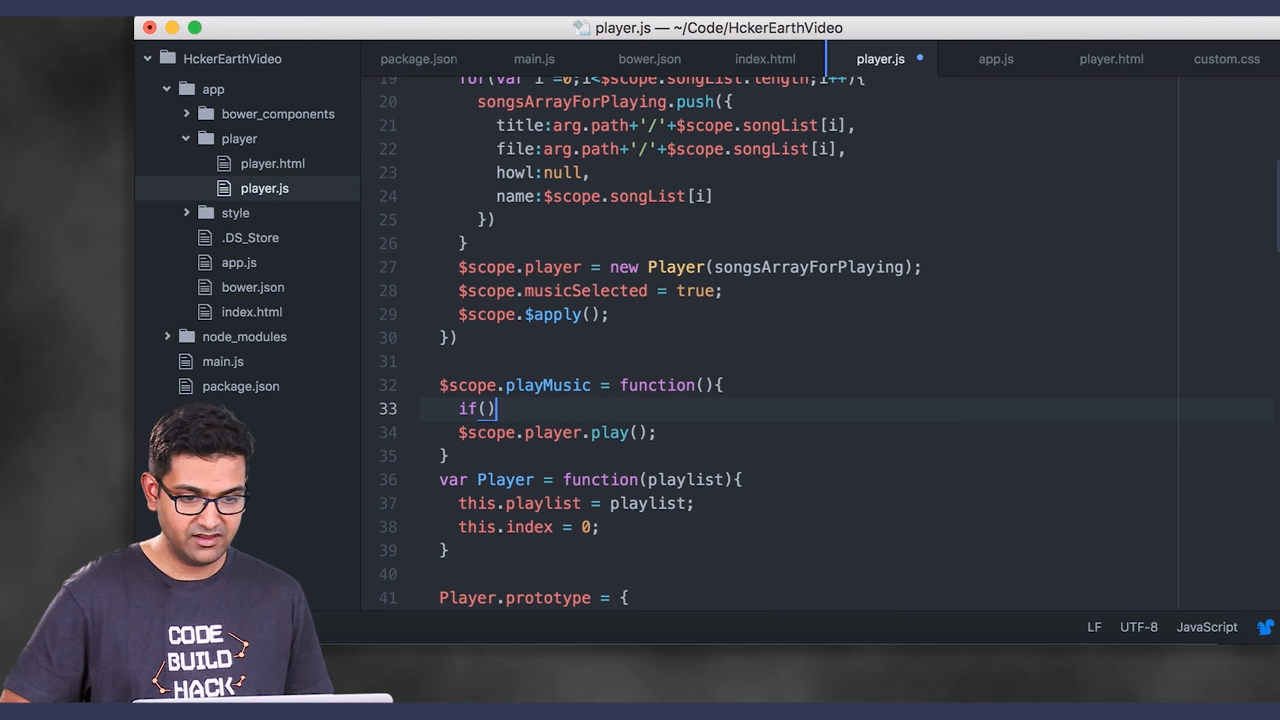 player.js — ~/Code/HckerEarthVideo
HckerEarthVideo
app
bower_components
player
player.html
player.js
style
.DS_Store
app.js
bower.json
index.html
node_modules
main.js
package.json
package.json main.js bower.json index.html player.js app.js player.html custom.css
19 for(var i =0;i<$scope.songList.length;i++){
20 songsArrayForPlaying.push({
21 title:arg.path+'/'+$scope.songList[i],
22 file:arg.path+'/'+$scope.songList[i],
23 howl:null,
24 name:$scope.songList[i]
25 })
26 }
27 $scope.player = new Player(songsArrayForPlaying);
28 $scope.musicSelected = true;
29 $scope.$apply();
30 })
31
32 $scope.playMusic = function(){
33 if()
34 $scope.player.play();
35 }
36 var Player = function(playlist){
37 this.playlist = playlist;
38 this.index = 0;
39 }
40
41 Player.prototype = {
LF UTF-8 JavaScript
CODE
BUILD
HACK